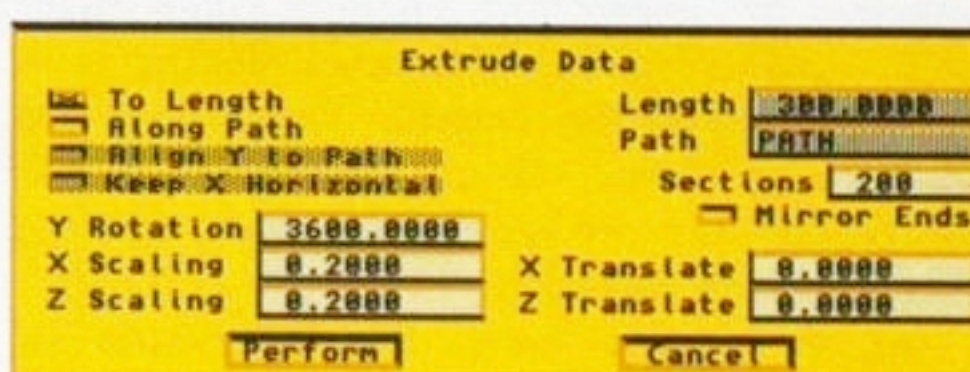 Extrude Data
To Length
Along Path
Align Y to Path
Keep X Horizontal
Length 300.0000
Path PATH
Sections 200
Mirror Ends
Y Rotation 3600.0000
X Scaling 0.2000
Z Scaling 0.2000
X Translate 0.0000
Z Translate 0.0000
Perform
Cancel